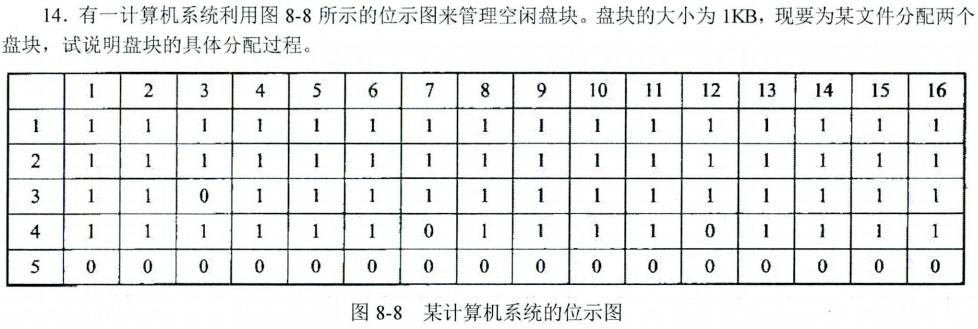 14．有一计算机系统利用图 8-8 所示的位示图来管理空闲盘块。盘块的大小为 1KB，现要为某文件分配两个
盘块，试说明盘块的具体分配过程。
1 2 3 4 5 6 7 8 9 10 11 12 13 14 15 16
1 1 1 1 1 1 1 1 1 1 1 1 1 1 1 1 1
2 1 1 1 1 1 1 1 1 1 1 1 1 1 1 1 1
3 1 1 0 1 1 1 1 1 1 1 1 1 1 1 1 1
4 1 1 1 1 1 1 0 1 1 1 1 0 1 1 1 1
5 0 0 0 0 0 0 0 0 0 0 0 0 0 0 0 0
图 8-8 某计算机系统的位示图